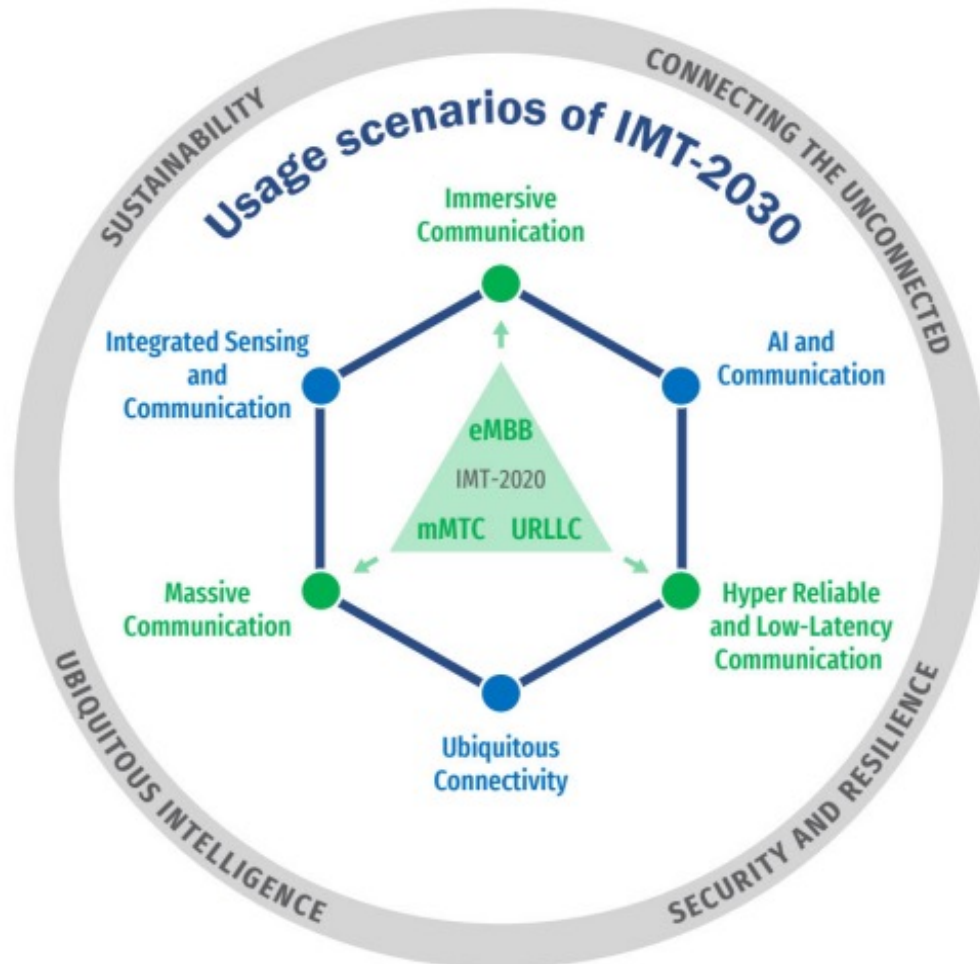 SUSTAINABILITY
CONNECTING THE UNCONNECTED
Usage scenarios of IMT-2030
Immersive
Communication
Integrated Sensing
and
Communication
AI and
Communication
eMBB
IMT-2020
mMTC URLLC
Massive
Communication
Hyper Reliable
and Low-Latency
Communication
Ubiquitous
Connectivity
UBIQUITOUS INTELLIGENCE
SECURITY AND RESILIENCE